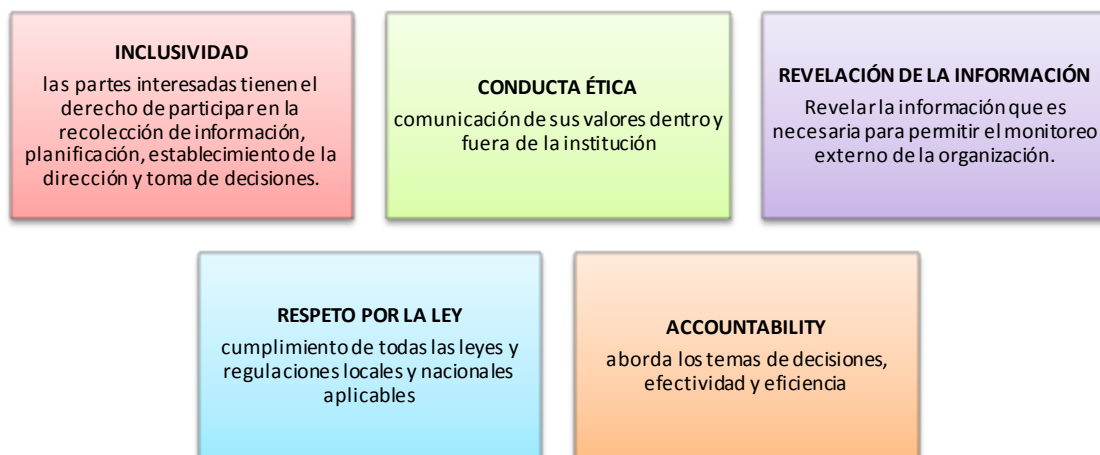 INCLUSIVIDAD
las partes interesadas tienen el
derecho de participar en la
recolección de información,
planificación, establecimiento de la
dirección y toma de decisiones.
CONDUCTA ÉTICA
comunicación de sus valores dentro y
fuera de la institución
REVELACIÓN DE LA INFORMACIÓN
Revelar la información que es
necesaria para permitir el monitoreo
externo de la organización.
RESPETO POR LA LEY
cumplimiento de todas las leyes y
regulaciones locales y nacionales
aplicables
ACCOUNTABILITY
aborda los temas de decisiones,
efectividad y eficiencia